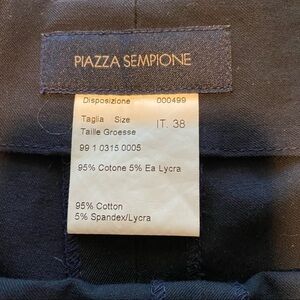 PIAZZA SEMPIONE
Disposizione 000499
Taglia Size IT. 38
Taille Groesse
99 1 0315 0005
95% Cotone 5% Ea Lycra
95% Cotton
5% Spandex/Lycra